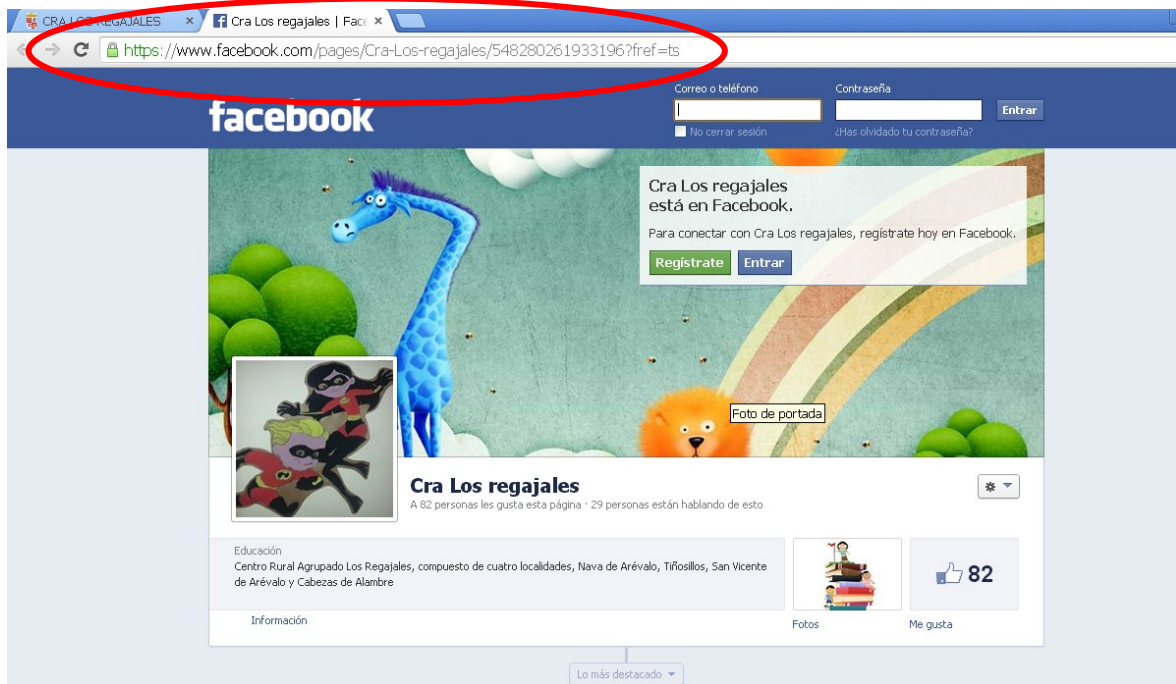 CRA LOS REGAJALES
Cra Los regajales | Face
https://www.facebook.com/pages/Cra-Los-regajales/548280261933196?fref=ts
facebook
Correo o teléfono
Contraseña
Entrar
No cerrar sesión
¿Has olvidado tu contraseña?
Cra Los regajales
está en Facebook.
Para conectar con Cra Los regajales, regístrate hoy en Facebook.
Regístrate
Entrar
Foto de portada
Cra Los regajales
A 82 personas les gusta esta página · 29 personas están hablando de esto
Educación
Centro Rural Agrupado Los Regajales, compuesto de cuatro localidades, Nava de Arévalo, Tiñosillos, San Vicente
de Arévalo y Cabezas de Alambre
82
Información
Fotos
Me gusta
Lo más destacado